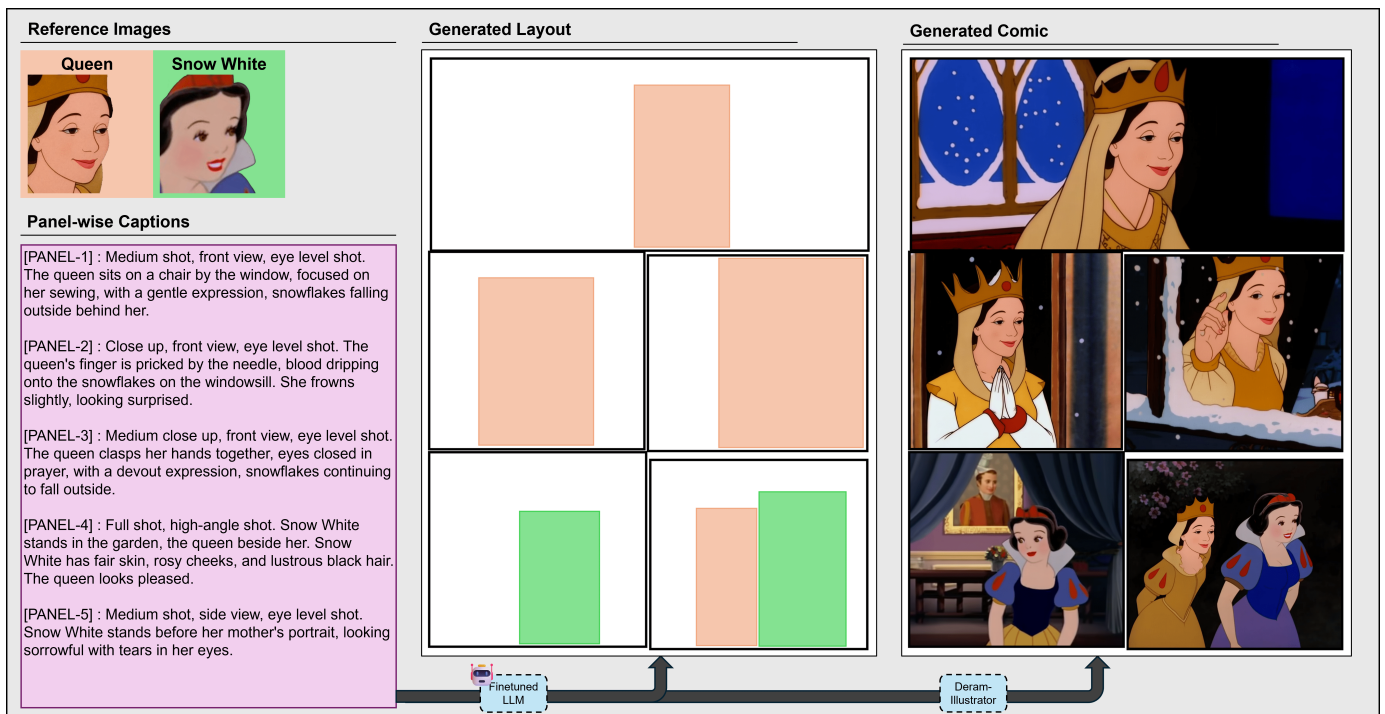 Reference Images
Queen
Snow White
Panel-wise Captions
[PANEL-1] : Medium shot, front view, eye level shot.
The queen sits on a chair by the window, focused on
her sewing, with a gentle expression, snowflakes falling
outside behind her.
[PANEL-2] : Close up, front view, eye level shot. The
queen's finger is pricked by the needle, blood dripping
onto the snowflakes on the windowsill. She frowns
slightly, looking surprised.
[PANEL-3] : Medium close up, front view, eye level shot.
The queen clasps her hands together, eyes closed in
prayer, with a devout expression, snowflakes continuing
to fall outside.
[PANEL-4] : Full shot, high-angle shot. Snow White
stands in the garden, the queen beside her. Snow
White has fair skin, rosy cheeks, and lustrous black hair.
The queen looks pleased.
[PANEL-5] : Medium shot, side view, eye level shot.
Snow White stands before her mother's portrait, looking
sorrowful with tears in her eyes.
Generated Layout
Generated Comic
Finetuned
LLM
Deram-
Illustrator